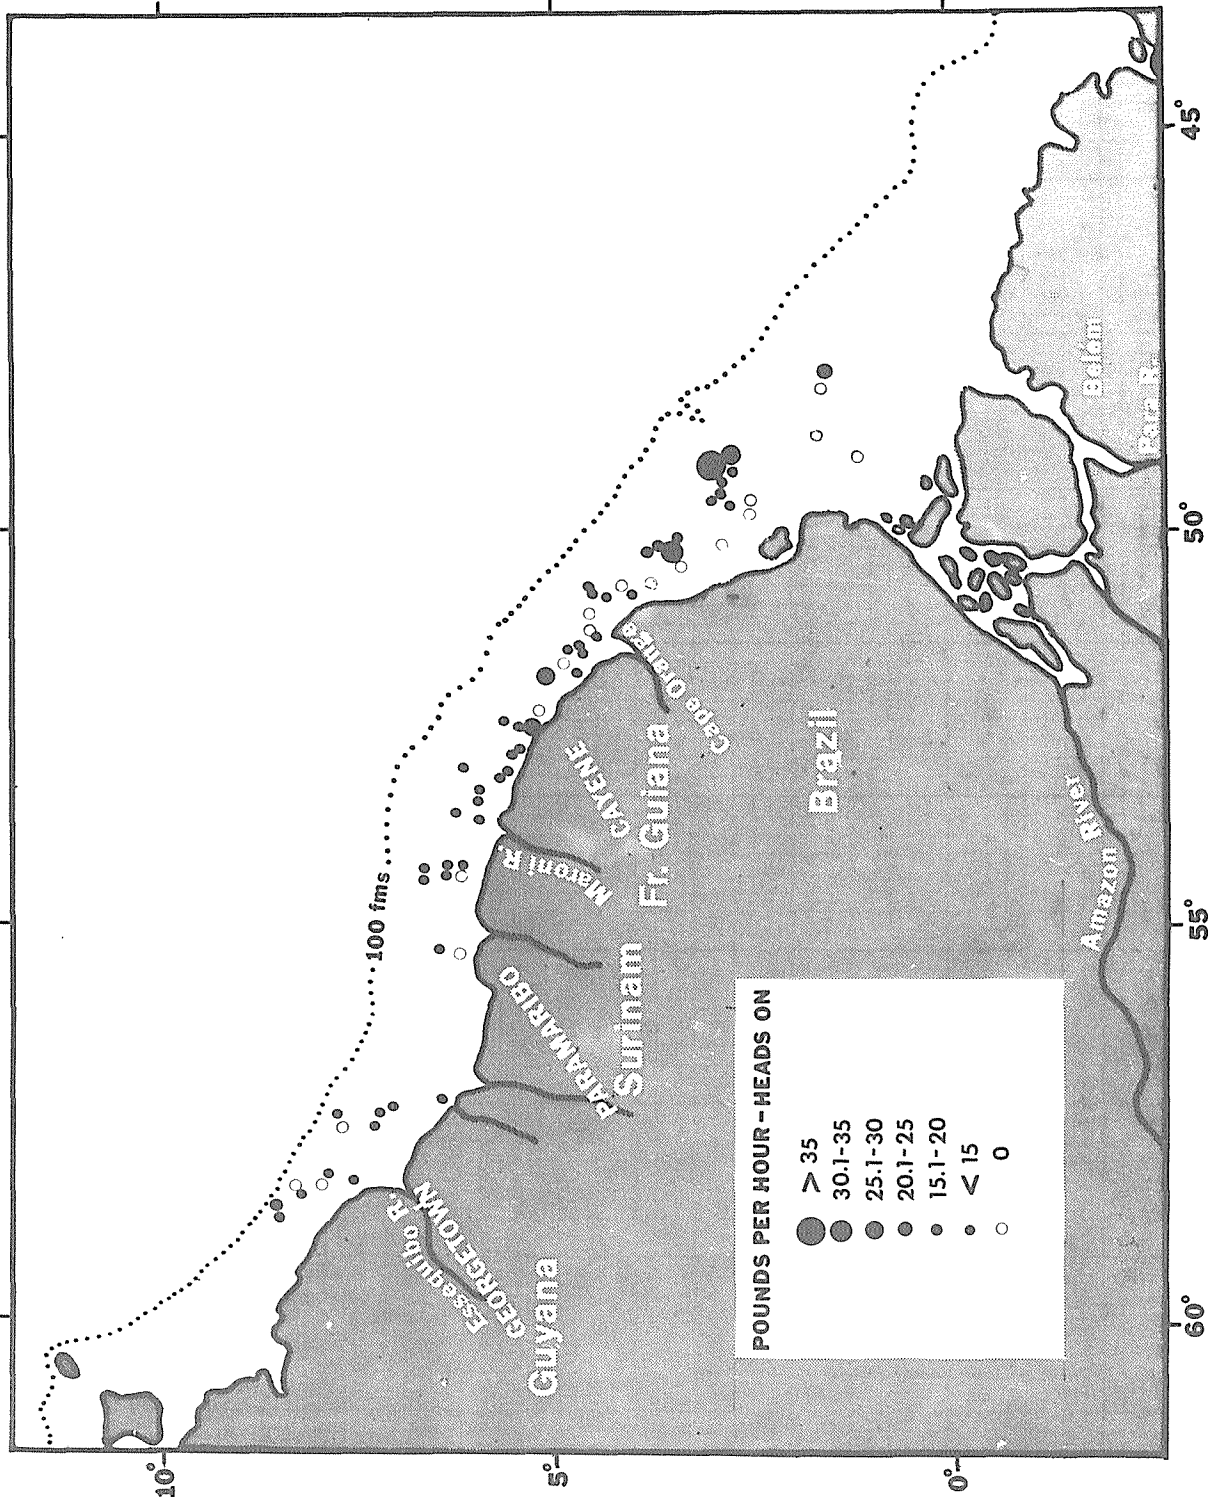 10°
5°
0°
60°
55°
50°
45°
100 fms
Guyana
GEORGETOWN
Essequibo R.
Surinam
PARAMARIBO
Maroni R.
Fr. Guiana
CAYENNE
Cape Orange
Brazil
Amazon River
Belém
Para R.
POUNDS PER HOUR-HEADS ON
> 35
30.1-35
25.1-30
20.1-25
15.1-20
< 15
0